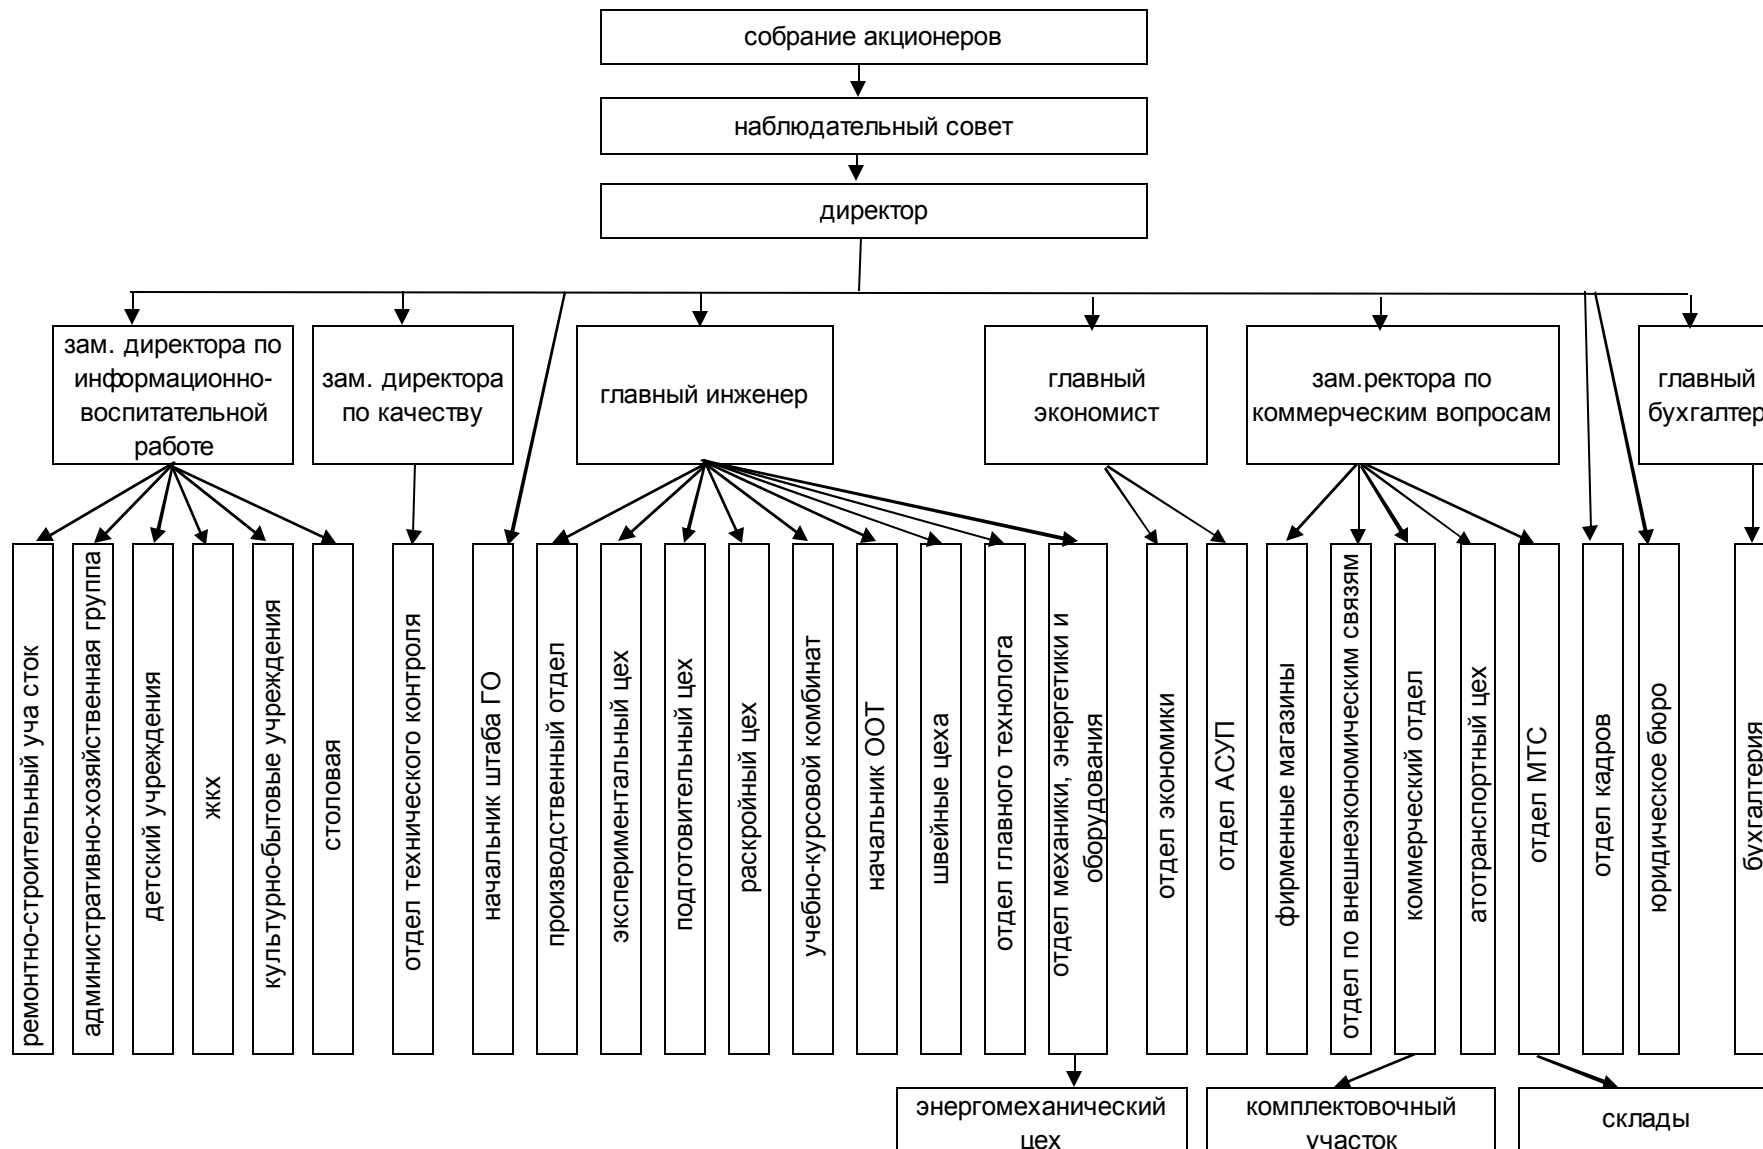 собрание акционеров
наблюдательный совет
директор
зам. директора по
информационно-
воспитательной
работе
зам. директора
по качеству
главный инженер
главный
экономист
зам.ректора по
коммерческим вопросам
главный
бухгалтер
ремонтно-строительный уча сток
административно-хозяйственная группа
детский учреждения
жкх
культурно-бытовые учреждения
столовая
отдел технического контроля
начальник штаба ГО
производственный отдел
экспериментальный цех
подготовительный цех
раскройный цех
учебно-курсовой комбинат
начальник ООТ
швейные цеха
отдел главного технолога
отдел механики, энергетики и
оборудования
отдел экономики
отдел АСУП
фирменные магазины
отдел по внешнеэкономическим связям
коммерческий отдел
атотранспортный цех
отдел МТС
отдел кадров
юридическое бюро
бухгалтерия
энергомеханический
цех
комплектовочный
участок
склады